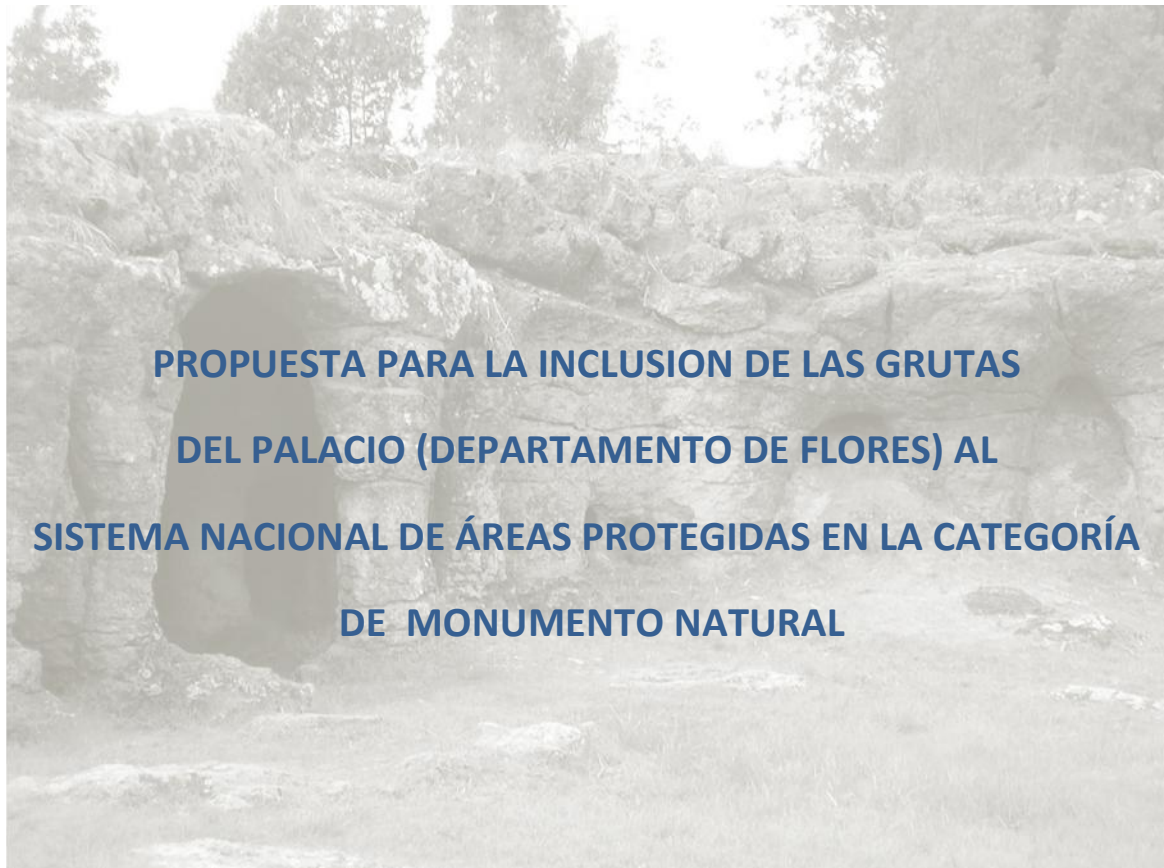 PROPUESTA PARA LA INCLUSION DE LAS GRUTAS
DEL PALACIO (DEPARTAMENTO DE FLORES) AL
SISTEMA NACIONAL DE ÁREAS PROTEGIDAS EN LA CATEGORÍA
DE MONUMENTO NATURAL